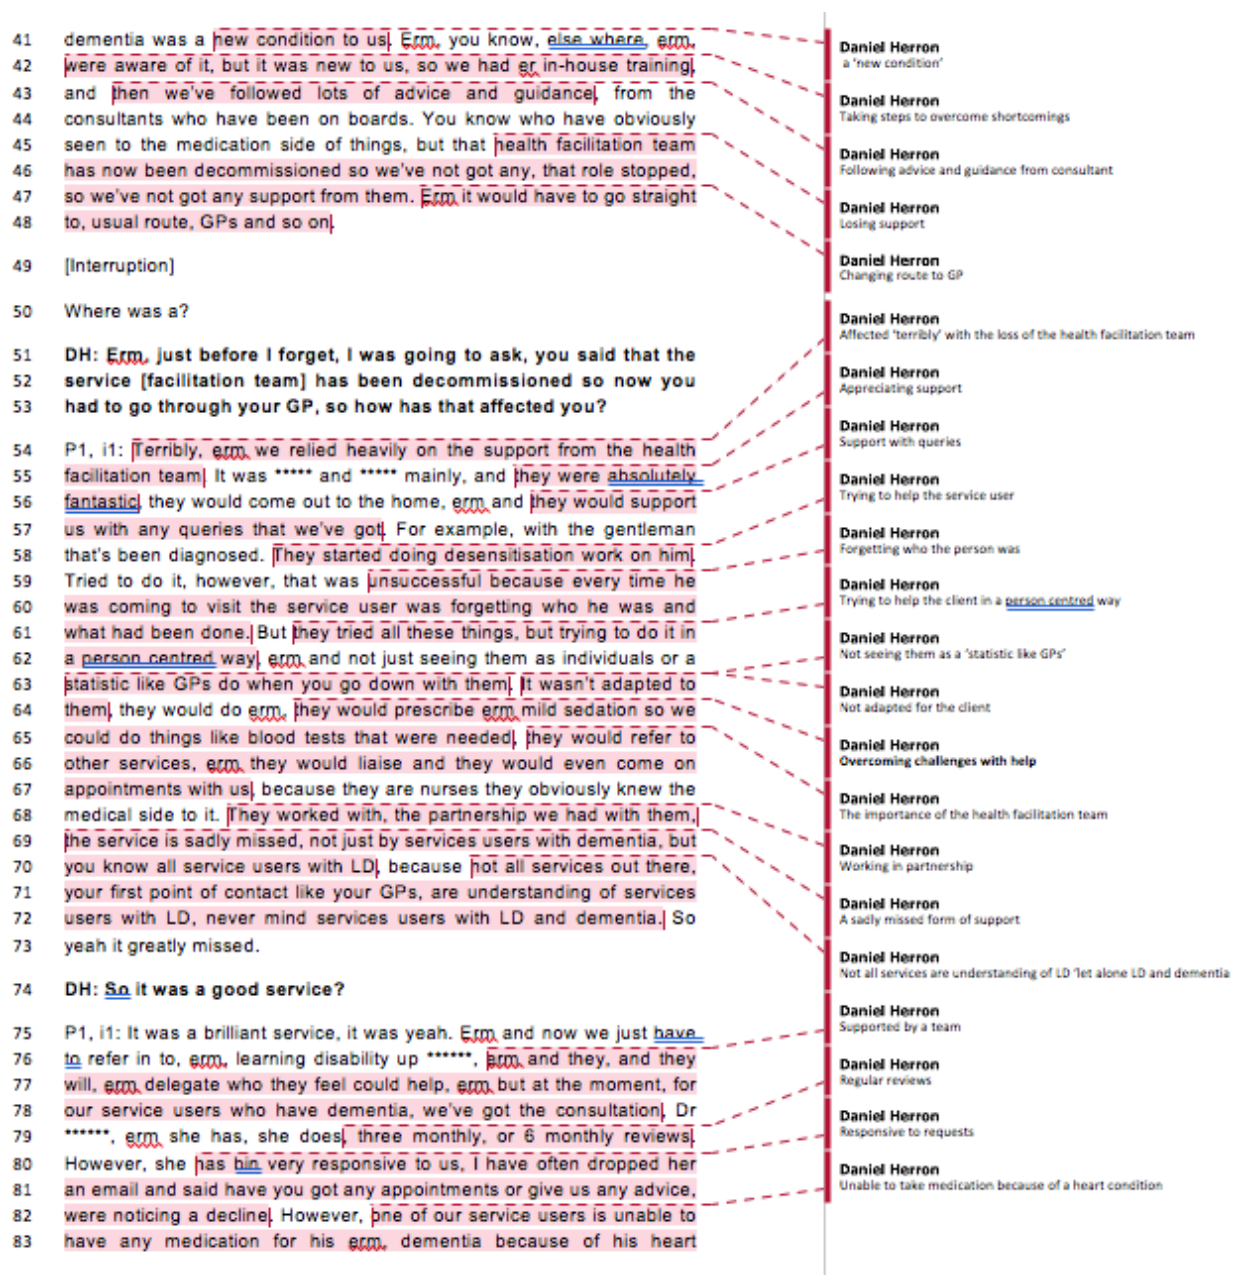 41 dementia was a new condition to us. Erm, you know, else where, erm,
42 were aware of it, but it was new to us, so we had er in-house training,
43 and then we've followed lots of advice and guidance, from the
44 consultants who have been on boards. You know who have obviously
45 seen to the medication side of things, but that health facilitation team
46 has now been decommissioned so we've not got any, that role stopped,
47 so we've not got any support from them. Erm it would have to go straight
48 to, usual route, GPs and so on.
49 [Interruption]
50 Where was a?
51 DH: Erm, just before I forget, I was going to ask, you said that the
52 service [facilitation team] has been decommissioned so now you
53 had to go through your GP, so how has that affected you?
54 P1, i1: Terribly, erm we relied heavily on the support from the health
55 facilitation team. It was ***** and ***** mainly, and they were absolutely
56 fantastic, they would come out to the home, erm and they would support
57 us with any queries that we've got. For example, with the gentleman
58 that's been diagnosed. They started doing desensitisation work on him.
59 Tried to do it, however, that was unsuccessful because every time he
60 was coming to visit the service user was forgetting who he was and
61 what had been done. But they tried all these things, but trying to do it in
62 a person centred way, erm and not just seeing them as individuals or a
63 statistic like GPs do when you go down with them. It wasn't adapted to
64 them, they would do erm, they would prescribe erm mild sedation so we
65 could do things like blood tests that were needed, they would refer to
66 other services, erm they would liaise and they would even come on
67 appointments with us, because they are nurses they obviously knew the
68 medical side to it. They worked with, the partnership we had with them,
69 the service is sadly missed, not just by services users with dementia, but
70 you know all service users with LD, because not all services out there,
71 your first point of contact like your GPs, are understanding of services
72 users with LD, never mind services users with LD and dementia. So
73 yeah it greatly missed.
74 DH: So it was a good service?
75 P1, i1: It was a brilliant service, it was yeah. Erm and now we just have
76 to refer in to, erm, learning disability up ******, erm and they, and they
77 will, erm delegate who they feel could help, erm but at the moment, for
78 our service users who have dementia, we've got the consultation, Dr
79 ******, erm she has, she does, three monthly, or 6 monthly reviews.
80 However, she has bin very responsive to us, I have often dropped her
81 an email and said have you got any appointments or give us any advice,
82 were noticing a decline. However, one of our service users is unable to
83 have any medication for his erm, dementia because of his heart
Daniel Herron
a 'new condition'
Daniel Herron
Taking steps to overcome shortcomings
Daniel Herron
Following advice and guidance from consultant
Daniel Herron
Losing support
Daniel Herron
Changing route to GP
Daniel Herron
Affected 'terribly' with the loss of the health facilitation team
Daniel Herron
Appreciating support
Daniel Herron
Support with queries
Daniel Herron
Trying to help the service user
Daniel Herron
Forgetting who the person was
Daniel Herron
Trying to help the client in a person centred way
Daniel Herron
Not seeing them as a 'statistic like GPs'
Daniel Herron
Not adapted for the client
Daniel Herron
Overcoming challenges with help
Daniel Herron
The importance of the health facilitation team
Daniel Herron
Working in partnership
Daniel Herron
A sadly missed form of support
Daniel Herron
Not all services are understanding of LD 'let alone LD and dementia
Daniel Herron
Supported by a team
Daniel Herron
Regular reviews
Daniel Herron
Responsive to requests
Daniel Herron
Unable to take medication because of a heart condition